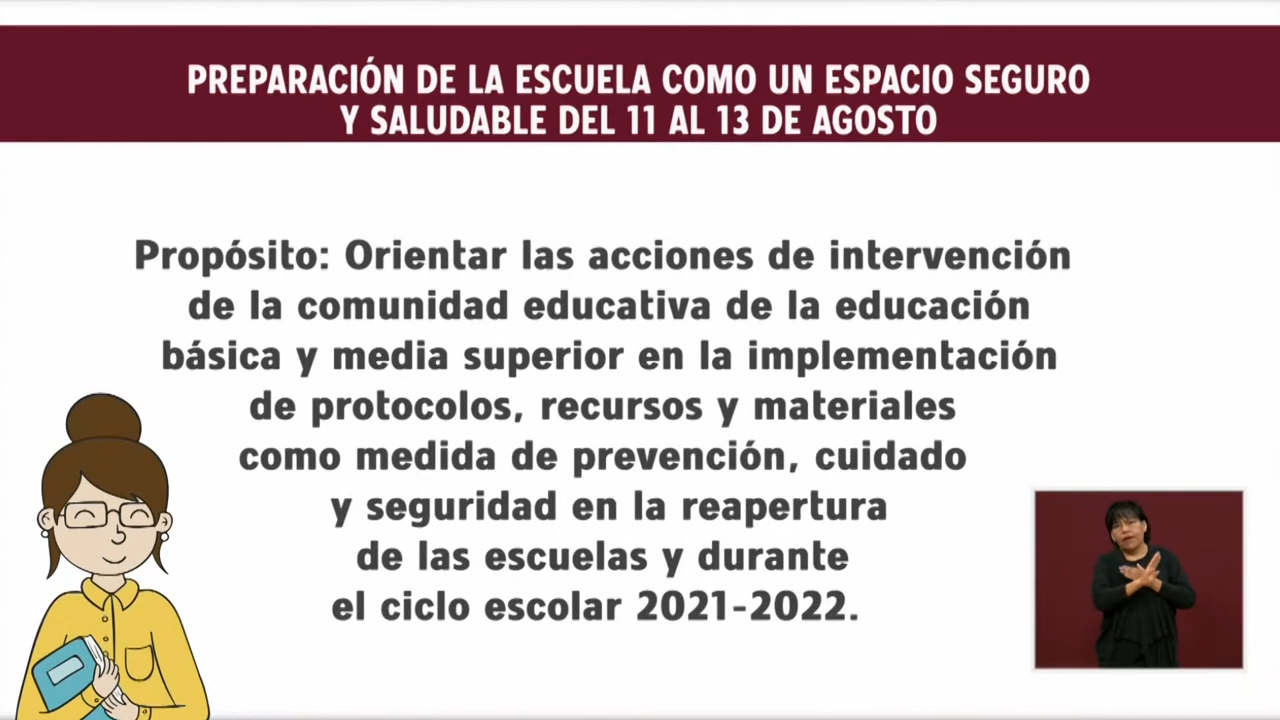 PREPARACIÓN DE LA ESCUELA COMO UN ESPACIO SEGURO
Y SALUDABLE DEL 11 AL 13 DE AGOSTO
Propósito: Orientar las acciones de intervención
de la comunidad educativa de la educación
básica y media superior en la implementación
de protocolos, recursos y materiales
como medida de prevención, cuidado
y seguridad en la reapertura
de las escuelas y durante
el ciclo escolar 2021-2022.